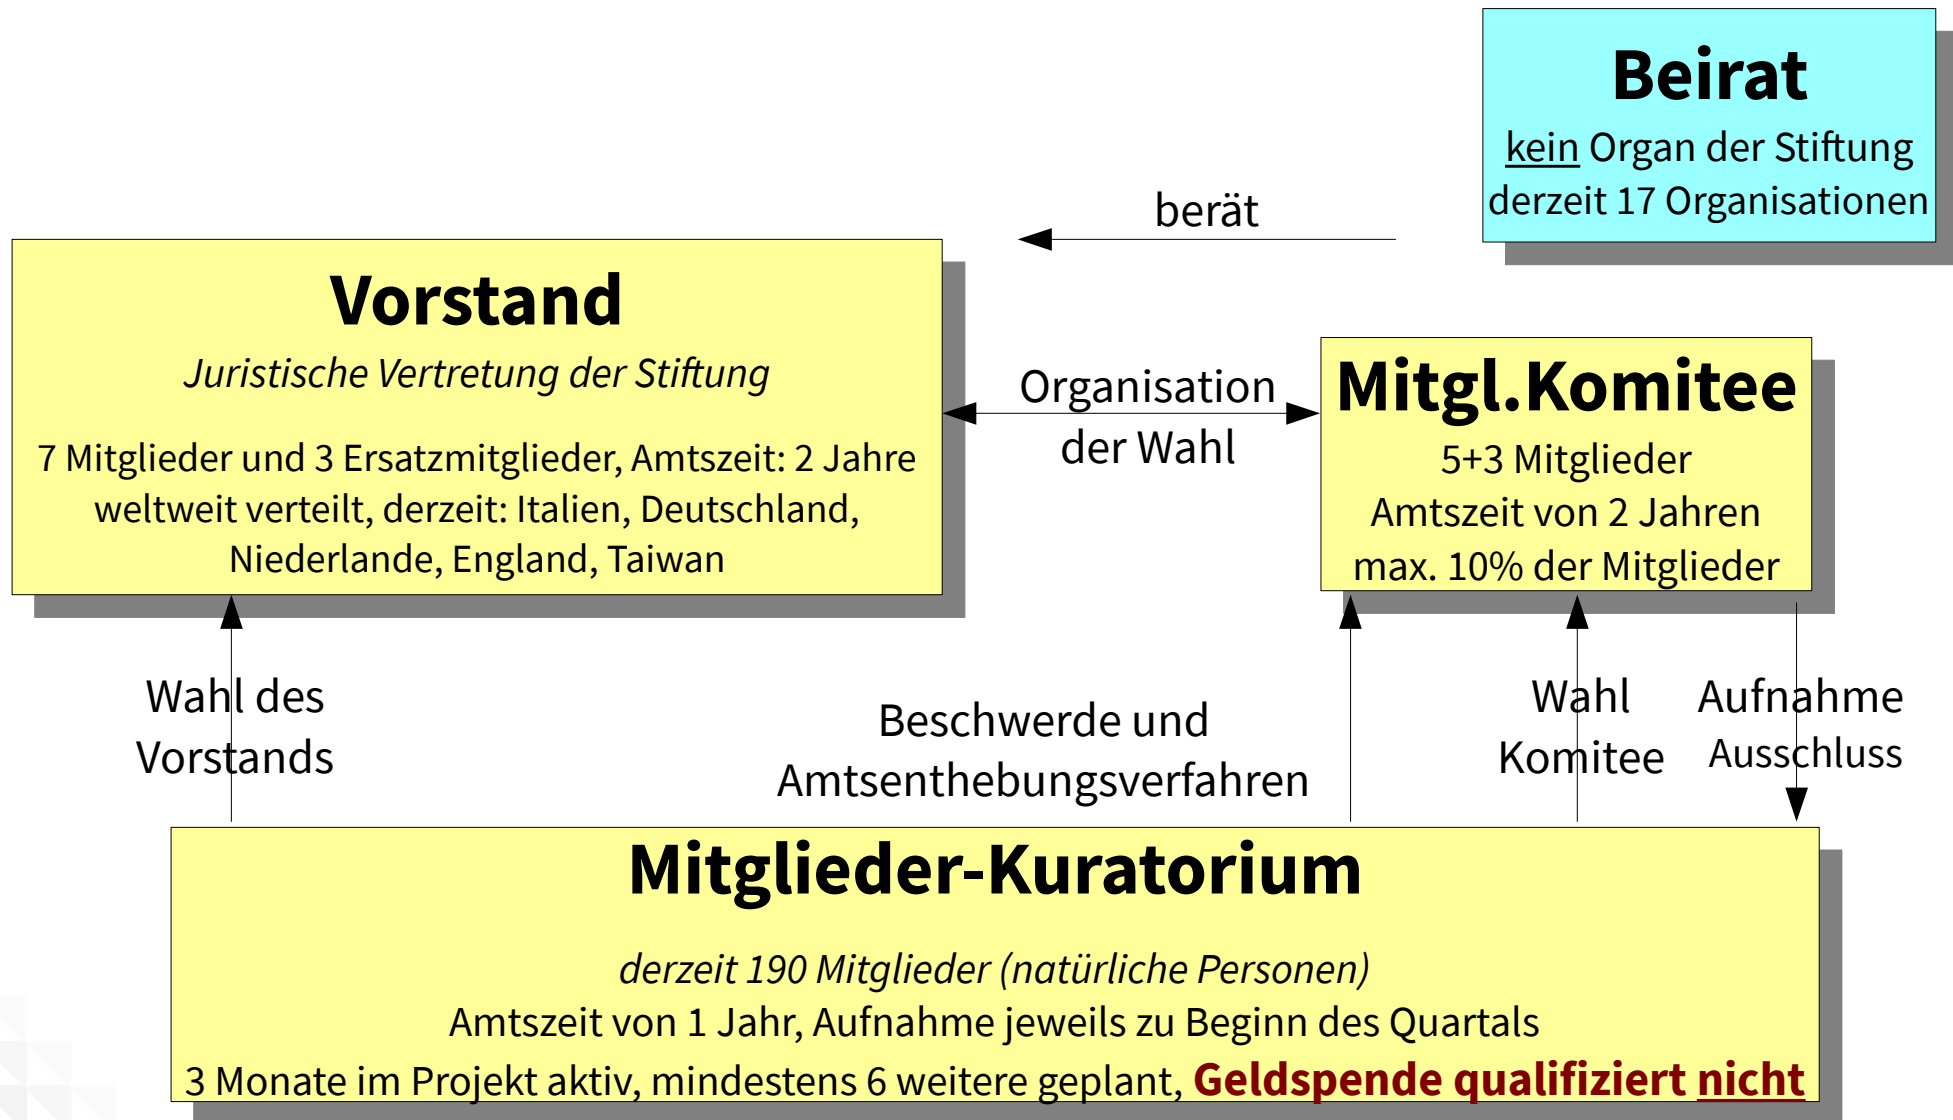 Beirat
kein Organ der Stiftung
derzeit 17 Organisationen
berät
Vorstand
Juristische Vertretung der Stiftung
7 Mitglieder und 3 Ersatzmitglieder, Amtszeit: 2 Jahre
weltweit verteilt, derzeit: Italien, Deutschland,
Niederlande, England, Taiwan
Organisation
der Wahl
Mitgl.Komitee
5+3 Mitglieder
Amtszeit von 2 Jahren
max. 10% der Mitglieder
Wahl des
Vorstands
Beschwerde und
Amtsenthebungsverfahren
Wahl
Komitee
Aufnahme
Ausschluss
Mitglieder-Kuratorium
derzeit 190 Mitglieder (natürliche Personen)
Amtszeit von 1 Jahr, Aufnahme jeweils zu Beginn des Quartals
3 Monate im Projekt aktiv, mindestens 6 weitere geplant, Geldspende qualifiziert nicht